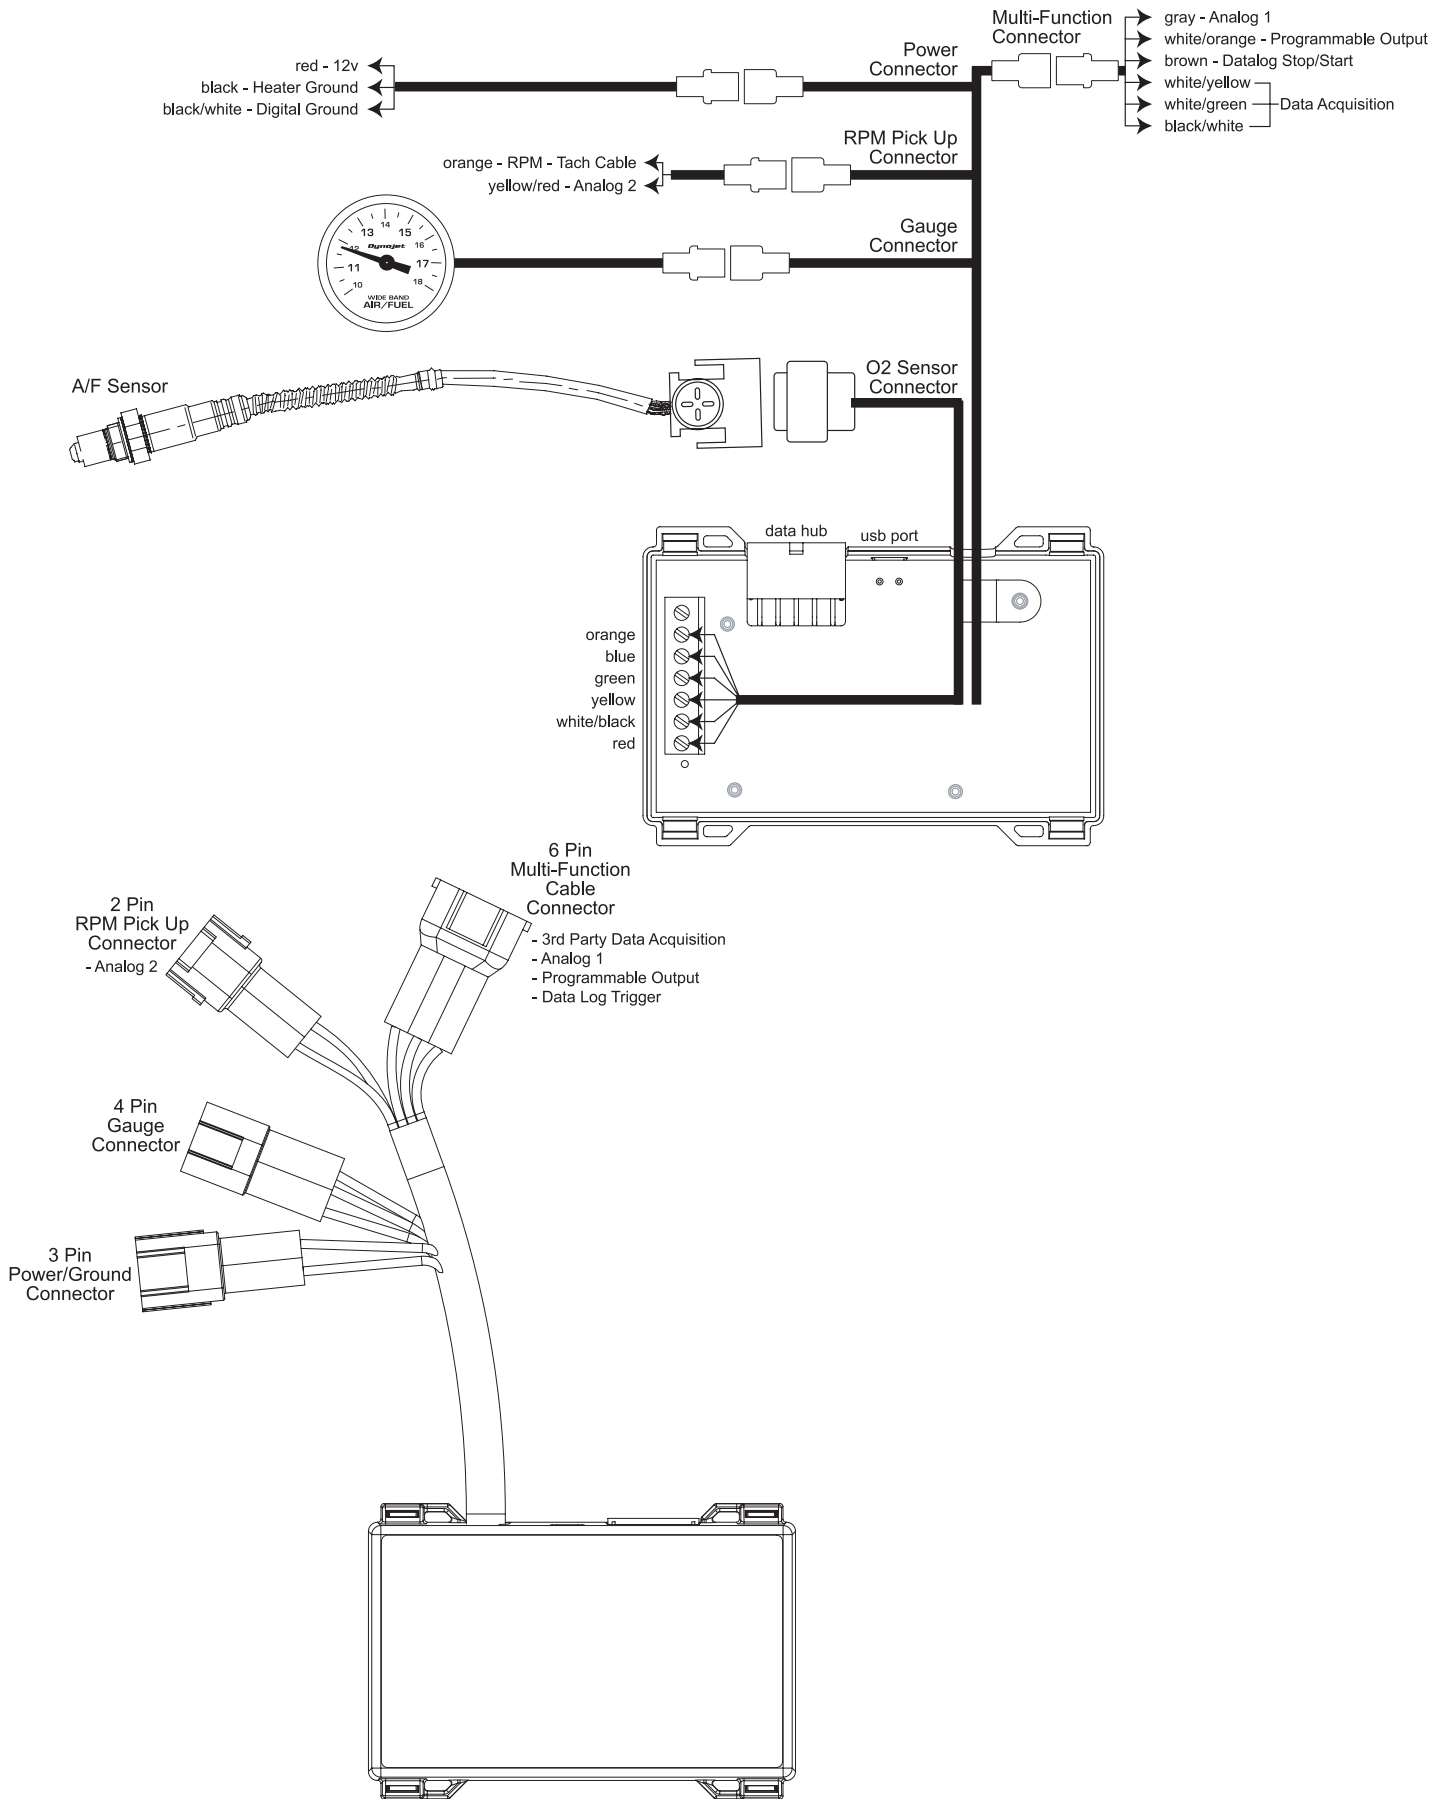 Multi-Function
Connector
gray - Analog 1
white/orange - Programmable Output
brown - Datalog Stop/Start
white/yellow
white/green
Data Acquisition
black/white
Power
Connector
red - 12v
black - Heater Ground
black/white - Digital Ground
RPM Pick Up
Connector
orange - RPM - Tach Cable
yellow/red - Analog 2
Gauge
Connector
14
13
15
12
Dynojet
16
11
17
10
18
WIDE BAND
AIR/FUEL
O2 Sensor
Connector
A/F Sensor
data hub
usb port
orange
blue
green
yellow
white/black
red
6 Pin
Multi-Function
Cable
Connector
- 3rd Party Data Acquisition
- Analog 1
- Programmable Output
- Data Log Trigger
2 Pin
RPM Pick Up
Connector
- Analog 2
4 Pin
Gauge
Connector
3 Pin
Power/Ground
Connector